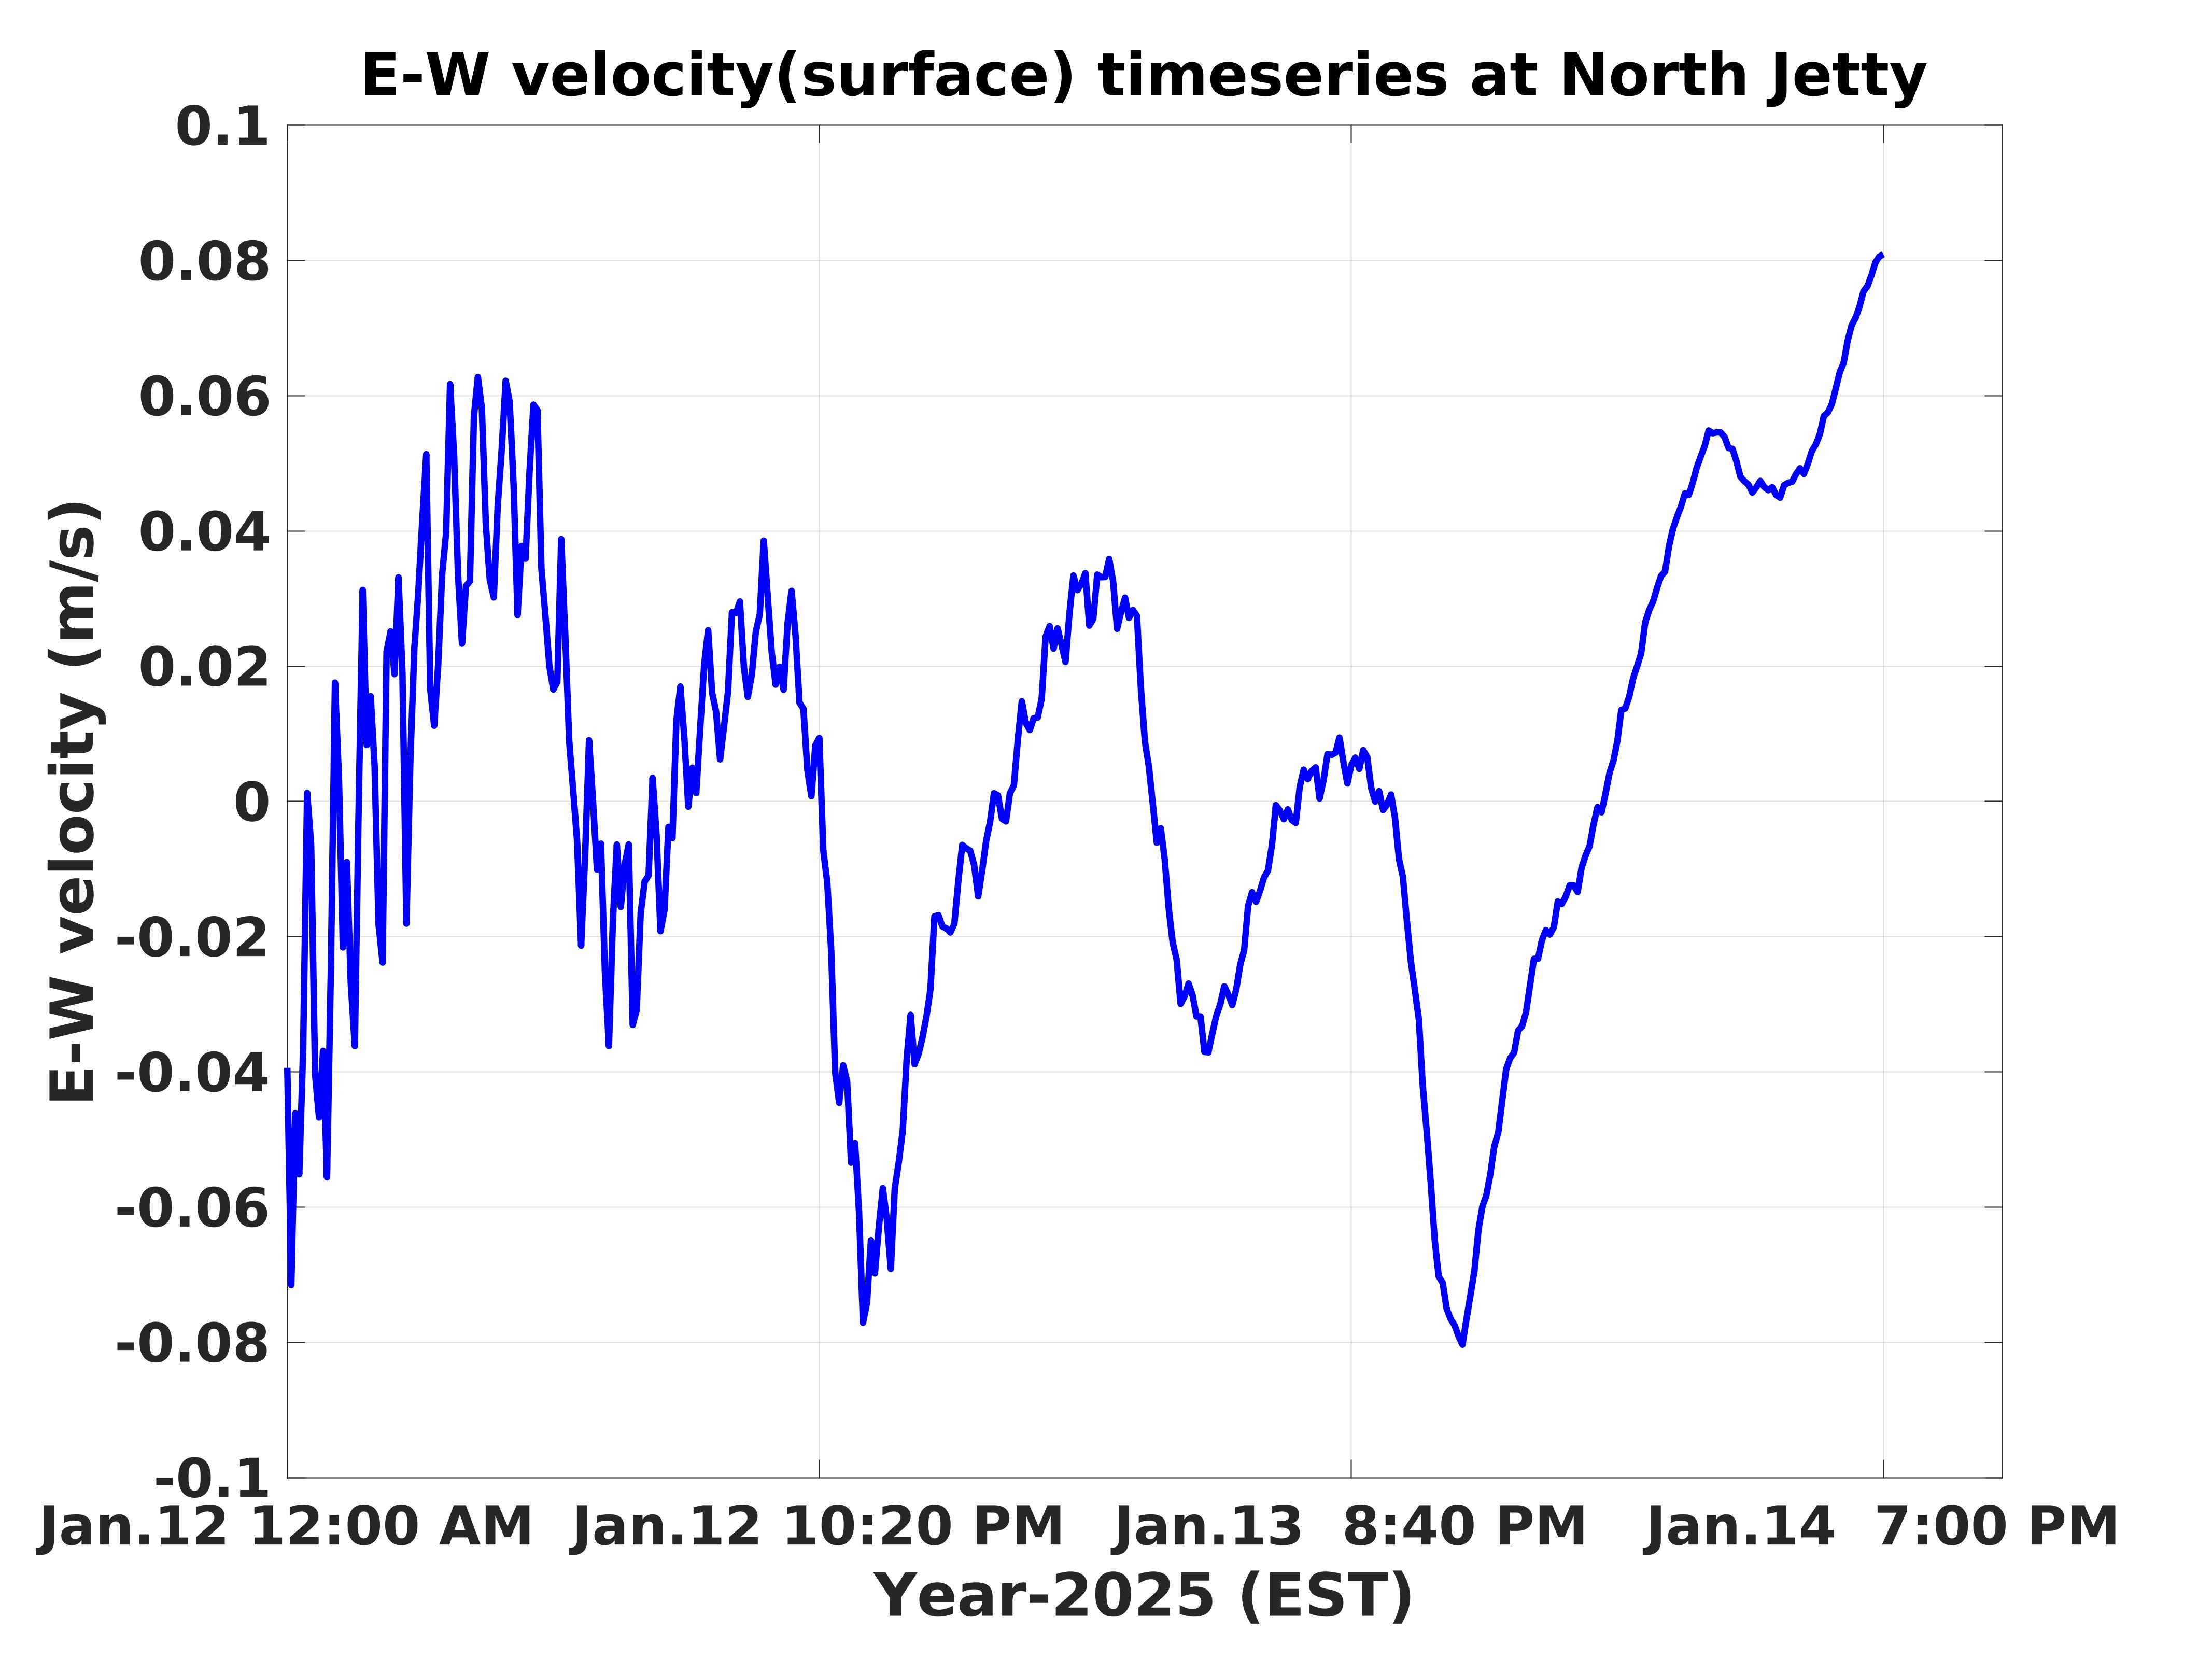 E-W velocity(surface) timeseries at North Jetty
0.1
0.08
0.06
0.04
0.02
0
-0.02
-0.04
-0.06
-0.08
-0.1
E-W velocity (m/s)
Jan.12 12:00 AM Jan.12 10:20 PM Jan.13 8:40 PM Jan.14 7:00 PM
Year-2025 (EST)